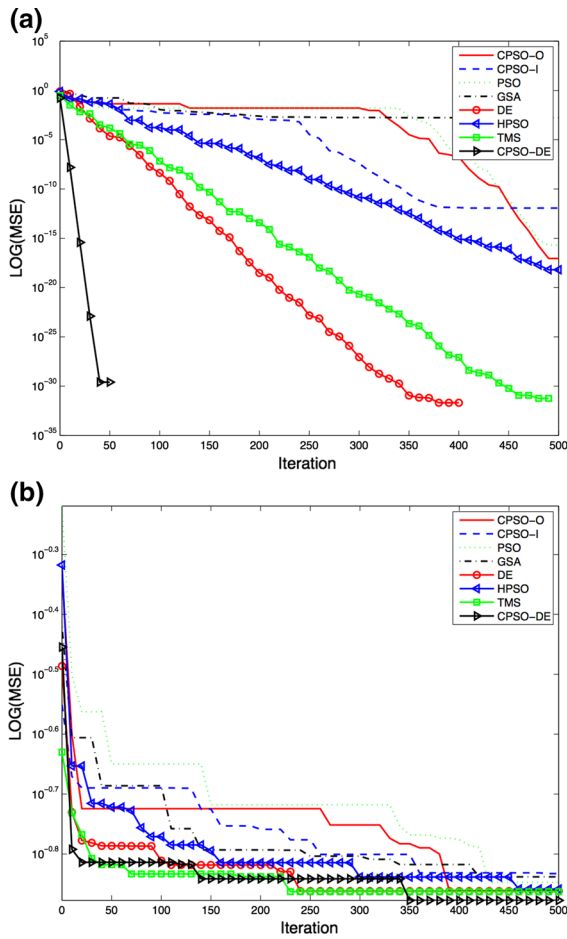 (a)
10^5
10^0
10^-5
10^-10
10^-15
10^-20
10^-25
10^-30
10^-35
LOG(MSE)
0 50 100 150 200 250 300 350 400 450 500
Iteration
CPSO-O
CPSO-I
PSO
GSA
DE
HPSO
TMS
CPSO-DE
(b)
10^-0.3
10^-0.4
10^-0.5
10^-0.6
10^-0.7
10^-0.8
LOG(MSE)
0 50 100 150 200 250 300 350 400 450 500
Iteration
CPSO-O
CPSO-I
PSO
GSA
DE
HPSO
TMS
CPSO-DE